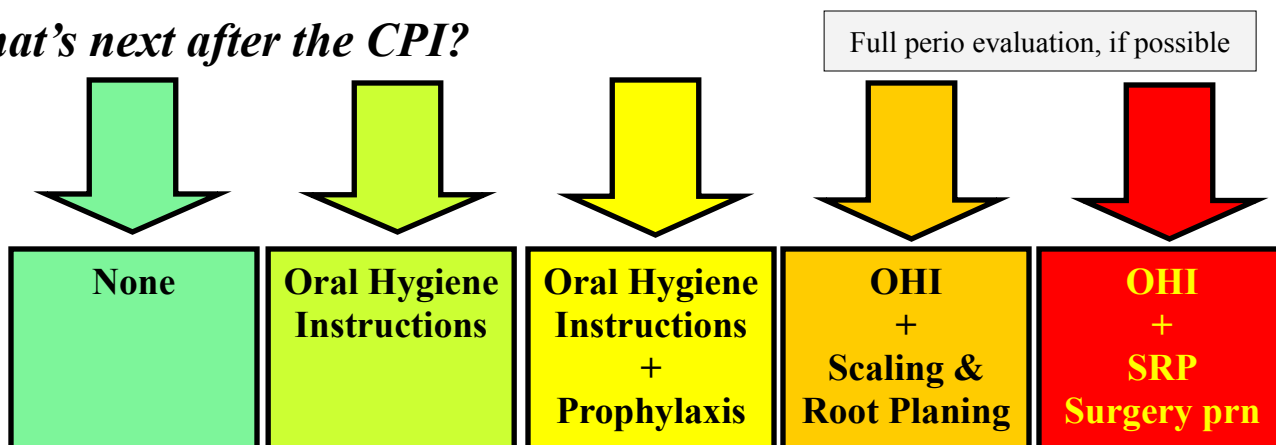 hat's next after the CPI?
Full perio evaluation, if possible
None
Oral Hygiene
Instructions
Oral Hygiene
Instructions
+
Prophylaxis
OHI
+
Scaling &
Root Planing
OHI
+
SRP
Surgery prn